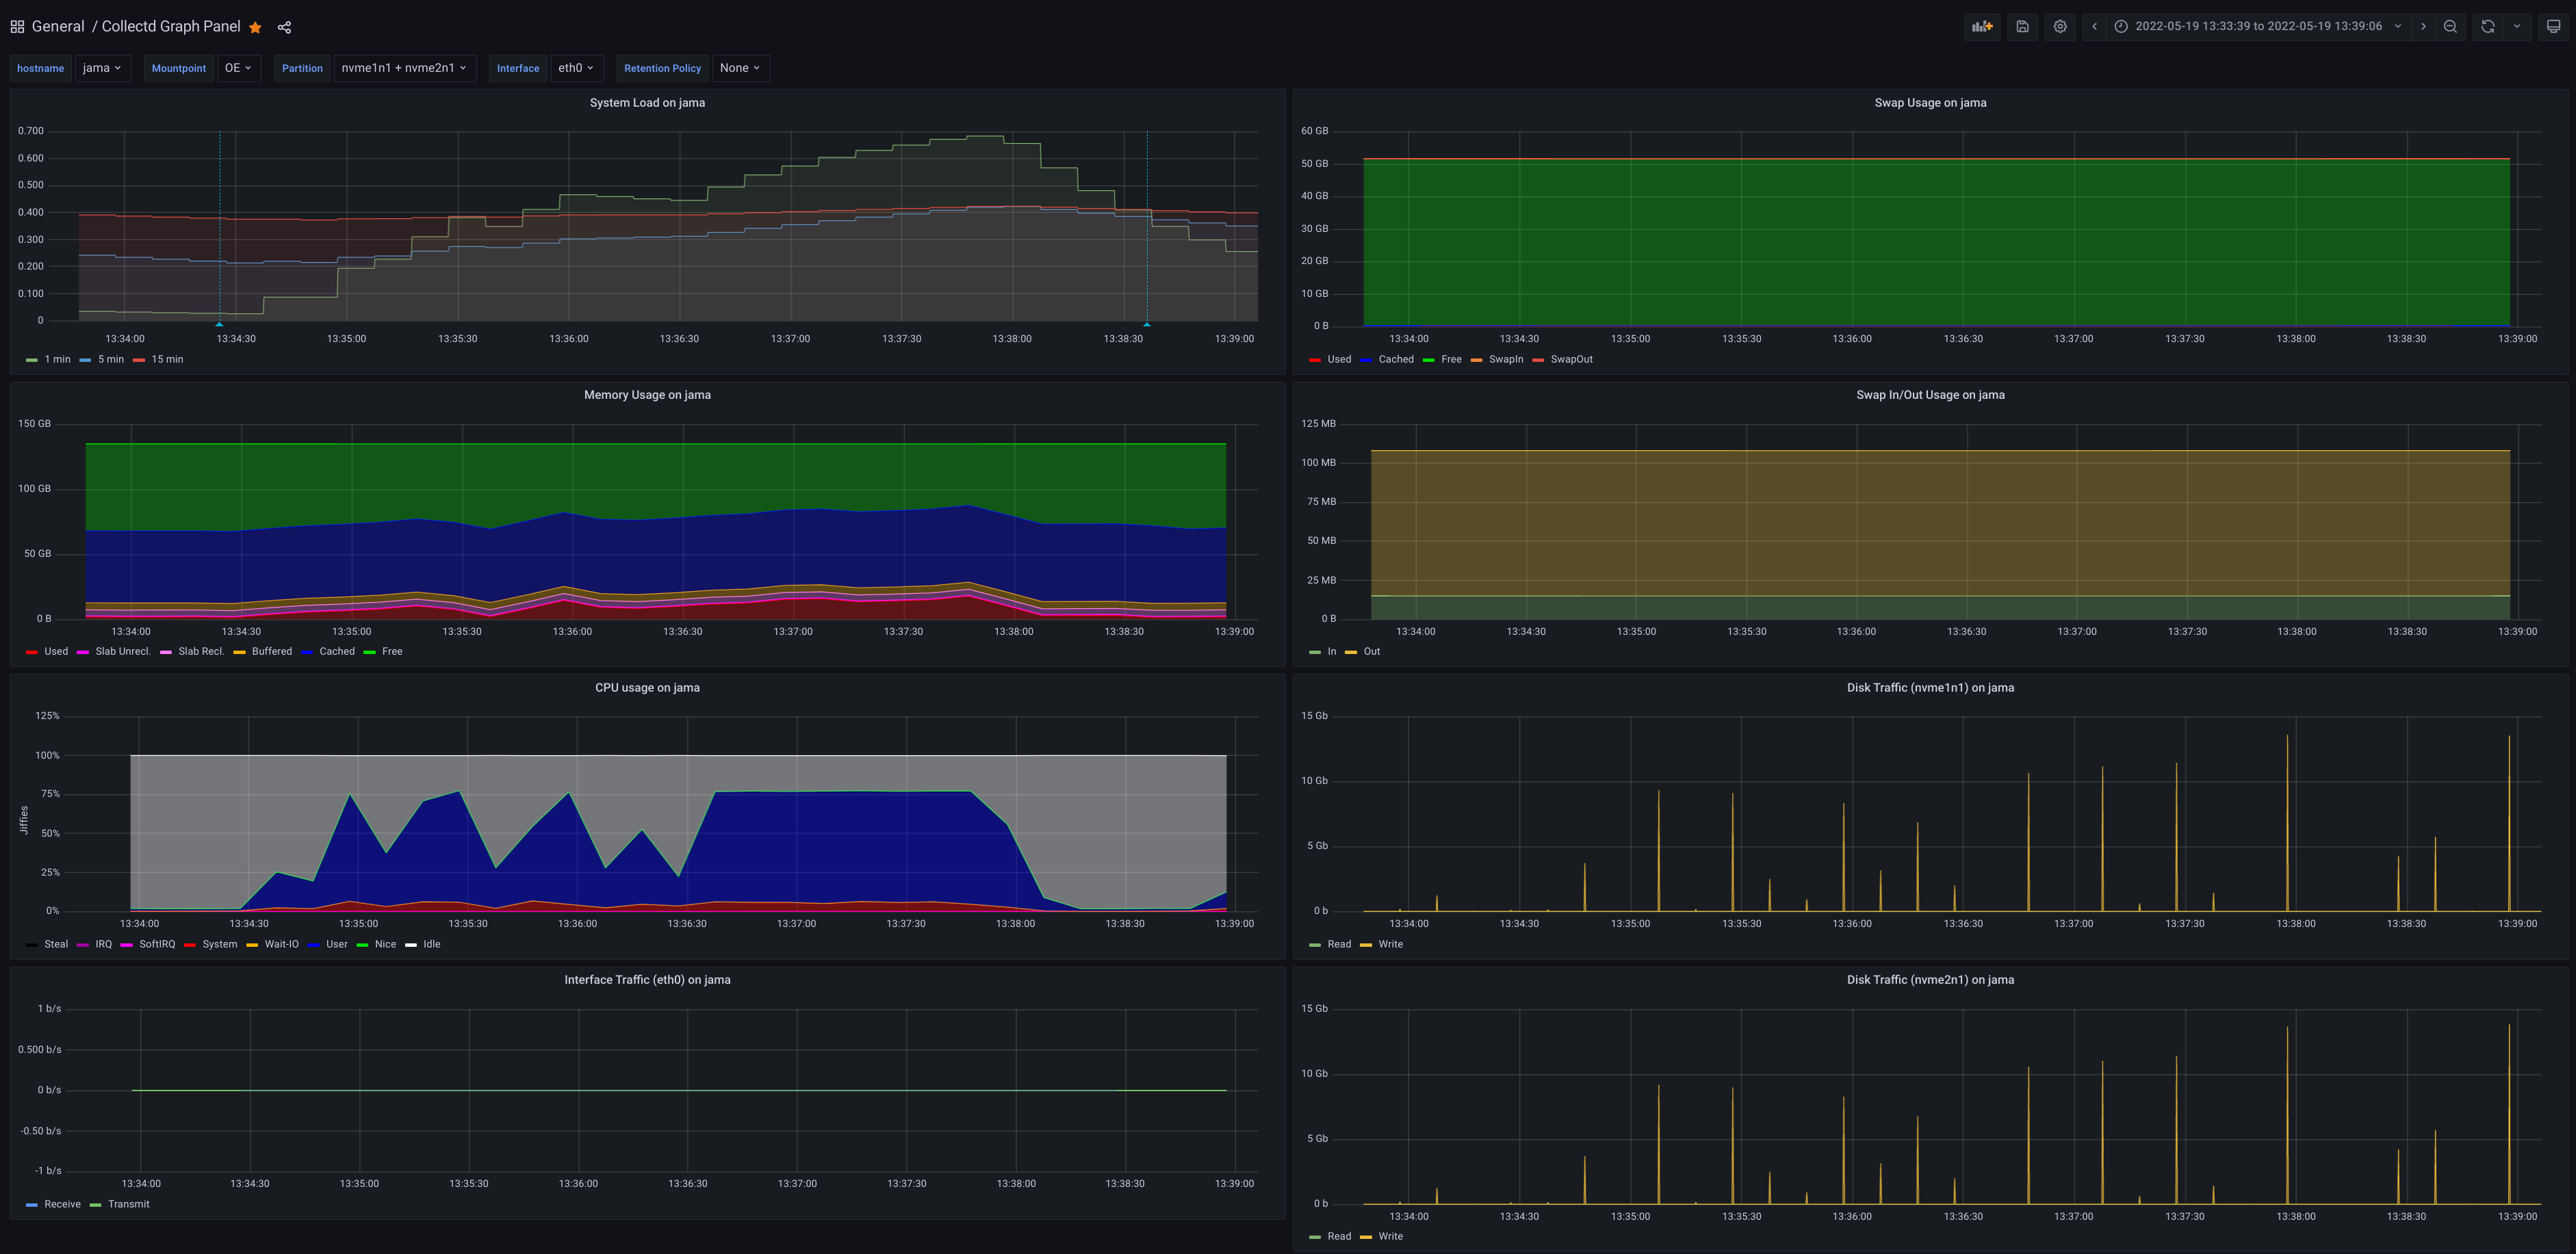 General / Collectd Graph Panel
2022-05-19 13:33:39 to 2022-05-19 13:39:06
hostname jama Mountpoint OE Partition nvme1n1 + nvme2n1 Interface eth0 Retention Policy None
System Load on jama
0.700
0.600
0.500
0.400
0.300
0.200
0.100
0
13:34:00 13:34:30 13:35:00 13:35:30 13:36:00 13:36:30 13:37:00 13:37:30 13:38:00 13:38:30 13:39:00
1 min 5 min 15 min
Swap Usage on jama
60 GB
50 GB
40 GB
30 GB
20 GB
10 GB
0 B
13:34:00 13:34:30 13:35:00 13:35:30 13:36:00 13:36:30 13:37:00 13:37:30 13:38:00 13:38:30 13:39:00
Used Cached Free SwapIn SwapOut
Memory Usage on jama
150 GB
100 GB
50 GB
0 B
13:34:00 13:34:30 13:35:00 13:35:30 13:36:00 13:36:30 13:37:00 13:37:30 13:38:00 13:38:30 13:39:00
Used Slab Unrecl. Slab Recl. Buffered Cached Free
Swap In/Out Usage on jama
125 MB
100 MB
75 MB
50 MB
25 MB
0 B
13:34:00 13:34:30 13:35:00 13:35:30 13:36:00 13:36:30 13:37:00 13:37:30 13:38:00 13:38:30 13:39:00
In Out
CPU usage on jama
Jiffies
125%
100%
75%
50%
25%
0%
13:34:00 13:34:30 13:35:00 13:35:30 13:36:00 13:36:30 13:37:00 13:37:30 13:38:00 13:38:30 13:39:00
Steal IRQ SoftIRQ System Wait-IO User Nice Idle
Disk Traffic (nvme1n1) on jama
15 Gb
10 Gb
5 Gb
0 b
13:34:00 13:34:30 13:35:00 13:35:30 13:36:00 13:36:30 13:37:00 13:37:30 13:38:00 13:38:30 13:39:00
Read Write
Interface Traffic (eth0) on jama
1 b/s
0.500 b/s
0 b/s
-0.50 b/s
-1 b/s
13:34:00 13:34:30 13:35:00 13:35:30 13:36:00 13:36:30 13:37:00 13:37:30 13:38:00 13:38:30 13:39:00
Receive Transmit
Disk Traffic (nvme2n1) on jama
15 Gb
10 Gb
5 Gb
0 b
13:34:00 13:34:30 13:35:00 13:35:30 13:36:00 13:36:30 13:37:00 13:37:30 13:38:00 13:38:30 13:39:00
Read Write